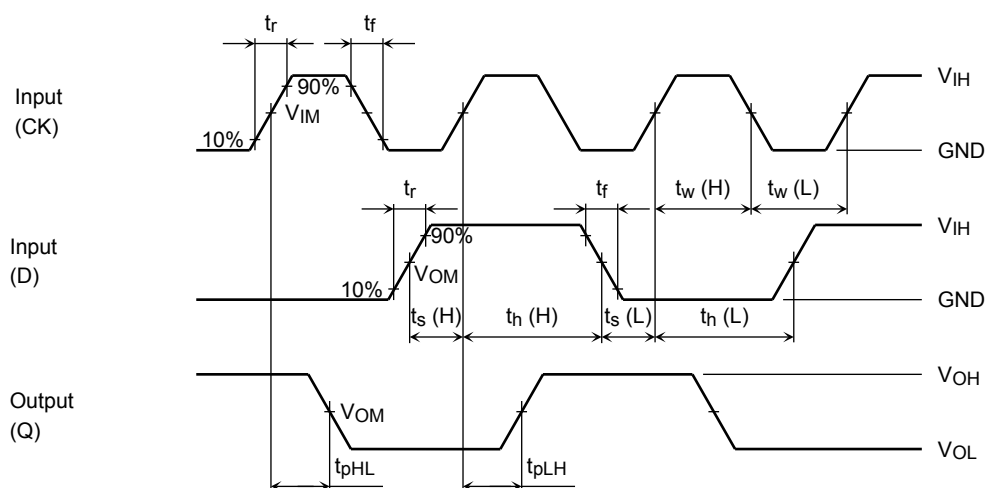 tr
tf
Input
(CK)
90%
VIM
10%
VIH
GND
tr
tf
tw (H)
tw (L)
Input
(D)
90%
VOM
10%
VIH
GND
ts (H)
th (H)
ts (L)
th (L)
Output
(Q)
VOM
VOH
VOL
tpHL
tpLH